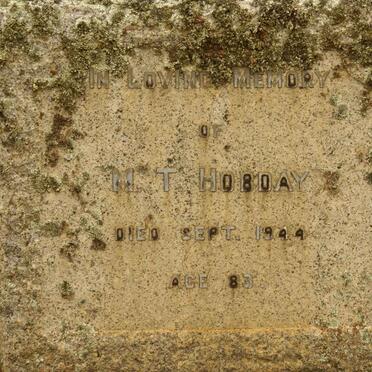 In Loving Memory
of
M. T. Hobday
Died Sept. 1944
Age 83.